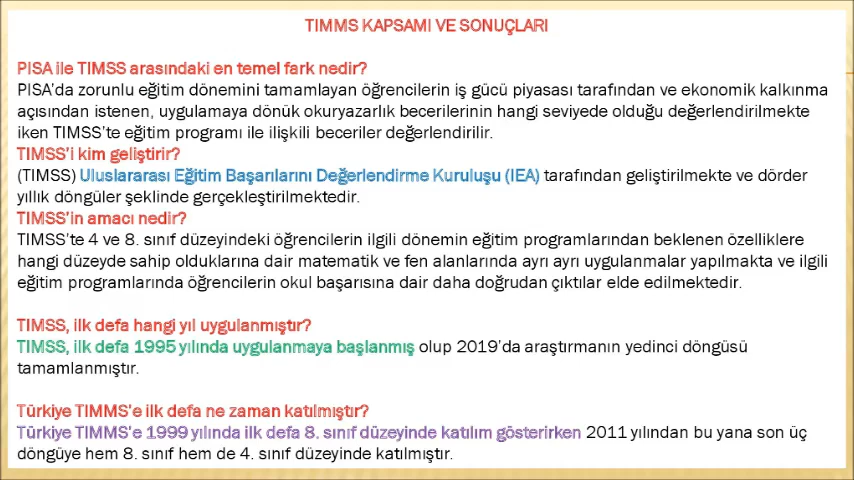 TIMMS KAPSAMI VE SONUÇLARI
PISA ile TIMSS arasındaki en temel fark nedir?
PISA'da zorunlu eğitim dönemini tamamlayan öğrencilerin iş gücü piyasası tarafından ve ekonomik kalkınma
açısından istenen, uygulamaya dönük okuryazarlık becerilerinin hangi seviyede olduğu değerlendirilmekte
iken TIMSS'te eğitim programı ile ilişkili beceriler değerlendirilir.
TIMSS'i kim geliştirir?
(TIMSS) Uluslararası Eğitim Başarılarını Değerlendirme Kuruluşu (IEA) tarafından geliştirilmekte ve dörder
yıllık döngüler şeklinde gerçekleştirilmektedir.
TIMSS'in amacı nedir?
TIMSS'te 4 ve 8. sınıf düzeyindeki öğrencilerin ilgili dönemin eğitim programlarından beklenen özelliklere
hangi düzeyde sahip olduklarına dair matematik ve fen alanlarında ayrı ayrı uygulanmalar yapılmakta ve ilgili
eğitim programlarında öğrencilerin okul başarısına dair daha doğrudan çıktılar elde edilmektedir.
TIMSS, ilk defa hangi yıl uygulanmıştır?
TIMSS, ilk defa 1995 yılında uygulanmaya başlanmış olup 2019'da araştırmanın yedinci döngüsü
tamamlanmıştır.
Türkiye TIMMS'e ilk defa ne zaman katılmıştır?
Türkiye TIMMS'e 1999 yılında ilk defa 8. sınıf düzeyinde katılım gösterirken 2011 yılından bu yana son üç
döngüye hem 8. sınıf hem de 4. sınıf düzeyinde katılmıştır.